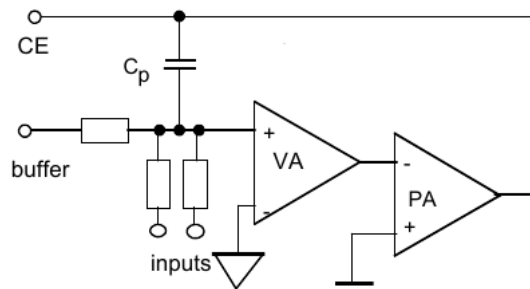 CE
Cp
buffer
inputs
+
VA
-
-
PA
+